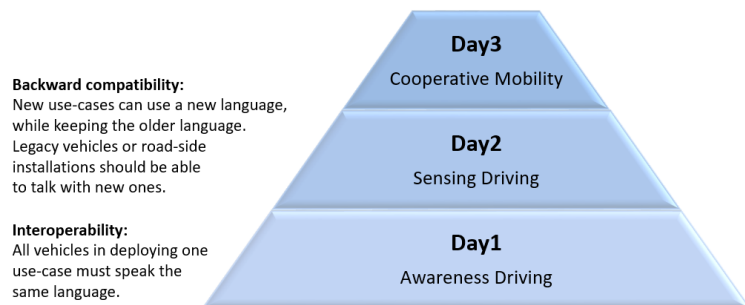 Backward compatibility:
New use-cases can use a new language,
while keeping the older language.
Legacy vehicles or road-side
installations should be able
to talk with new ones.
Interoperability:
All vehicles in deploying one
use-case must speak the
same language.
Day3
Cooperative Mobility
Day2
Sensing Driving
Day1
Awareness Driving